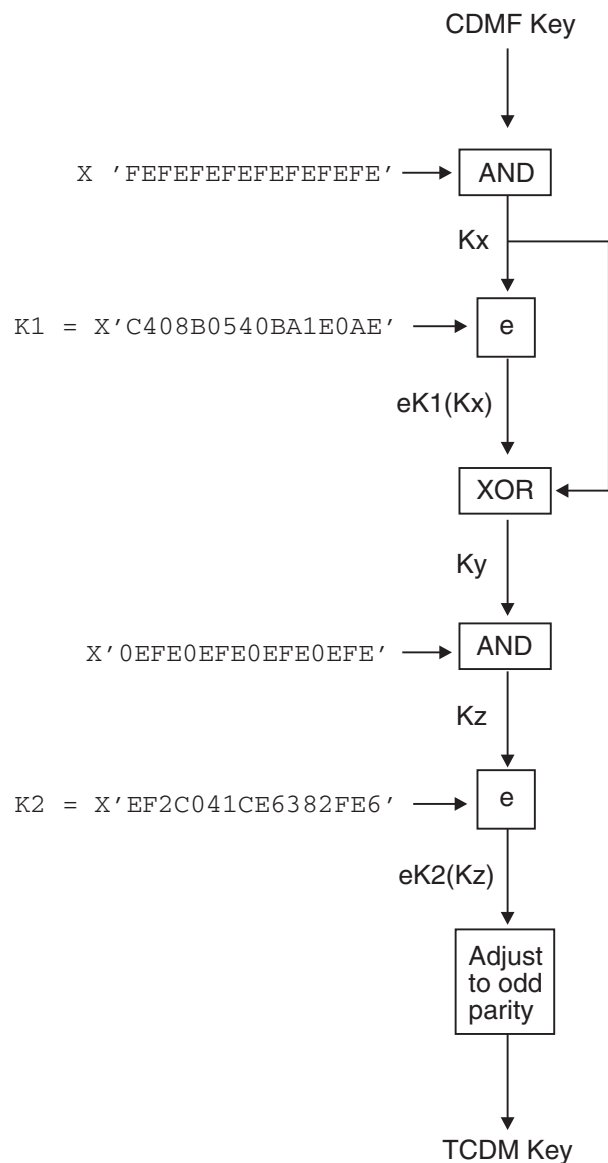 CDMF Key
X 'FEFEFEFEFEFEFEFE'
AND
Kx
K1 = X'C408B0540BA1E0AE'
e
eK1(Kx)
XOR
Ky
X'0EFE0EFE0EFE0EFE'
AND
Kz
K2 = X'EF2C041CE6382FE6'
e
eK2(Kz)
Adjust
to odd
parity
TCDM Key